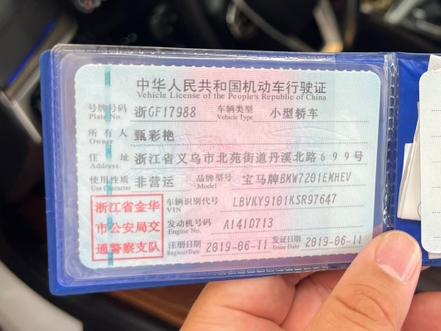 中华人民共和国机动车行驶证
Vehicle License of the People's Republic of China
号牌号码 浙GF17988 车辆类型 小型轿车
Plate No. Vehicle Type
所有人 甄彩艳
Owner
住址 浙江省义乌市北苑街道丹溪北路699号
Address
使用性质 非营运 品牌型号 宝马牌BMW7201EMHEV
Use Character Model
浙江省金华
市公安局交
通警察支队
车辆识别代号 LBVKY9101KSR97647
VIN
发动机号码 A141D713
Engine No.
注册日期 2019-06-11 发证日期 2019-06-11
Register Date Issue Date